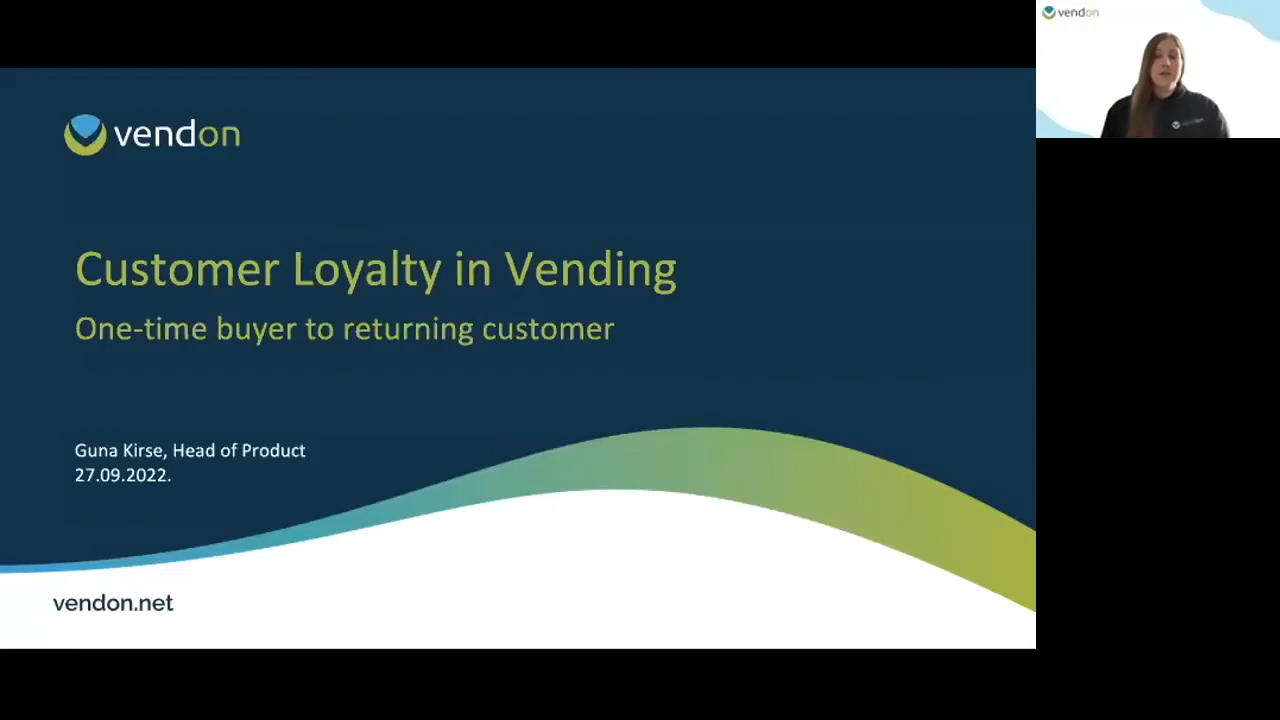 vendon
Customer Loyalty in Vending
One-time buyer to returning customer
Guna Kirse, Head of Product
27.09.2022.
vendon.net
vendon